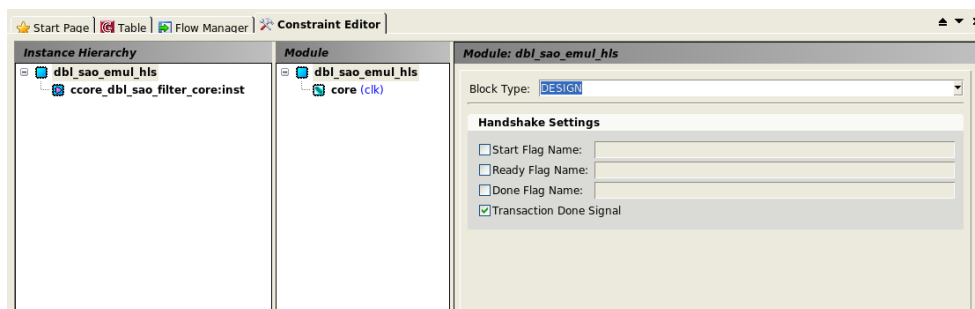 Start Page Table Flow Manager Constraint Editor
Instance Hierarchy
dbl_sao_emul_hls
ccore_dbl_sao_filter_core:inst
Module
dbl_sao_emul_hls
core (clk)
Module: dbl_sao_emul_hls
Block Type: DESIGN
Handshake Settings
Start Flag Name:
Ready Flag Name:
Done Flag Name:
Transaction Done Signal